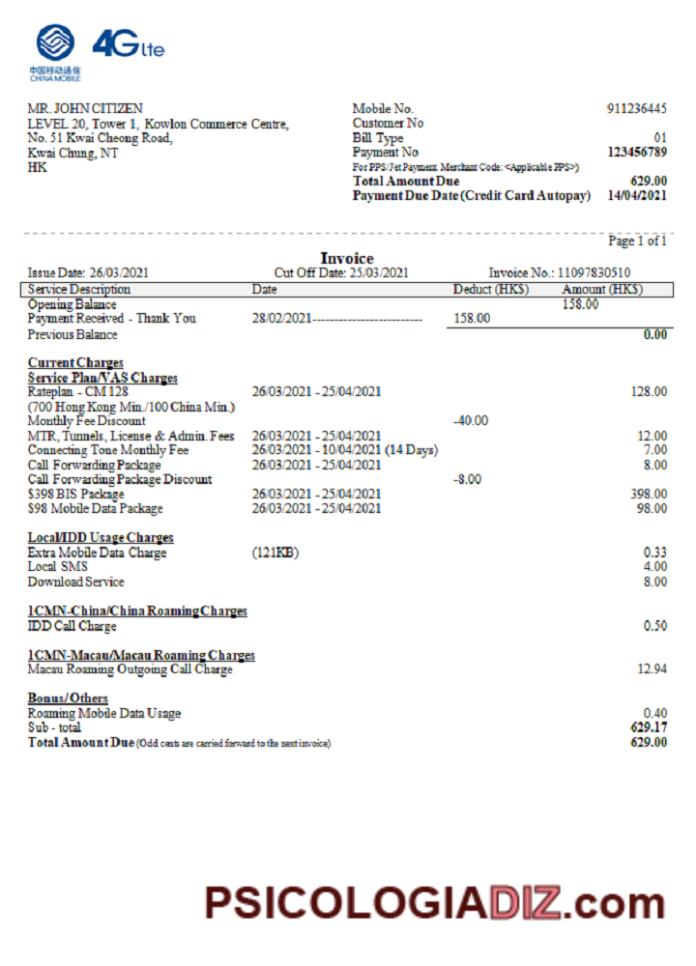 4G lte
中国移动通信
CHINA MOBILE
MR. JOHN CITIZEN
LEVEL 20, Tower 1, Kowlon Commerce Centre,
No. 51 Kwai Cheong Road,
Kwai Chung, NT
HK
Mobile No. 911236445
Customer No
Bill Type 01
Payment No 123456789
For PPS/Jet Payment Merchant Code: <Applicable PPS>)
Total Amount Due 629.00
Payment Due Date (Credit Card Autopay) 14/04/2021
Page 1 of 1
Invoice
Issue Date: 26/03/2021 Cut Off Date: 25/03/2021 Invoice No.: 11097830510
Service Description Date Deduct (HK$) Amount (HK$)
Opening Balance 158.00
Payment Received - Thank You 28/02/2021-------------------------- 158.00
Previous Balance 0.00
Current Charges
Service Plan/VAS Charges
Rateplan - CM 128 26/03/2021 - 25/04/2021 128.00
(700 Hong Kong Min./100 China Min.)
Monthly Fee Discount -40.00
MTR, Tunnels, License & Admin. Fees 26/03/2021 - 25/04/2021 12.00
Connecting Tone Monthly Fee 26/03/2021 - 10/04/2021 (14 Days) 7.00
Call Forwarding Package 26/03/2021 - 25/04/2021 8.00
Call Forwarding Package Discount -8.00
$398 BIS Package 26/03/2021 - 25/04/2021 398.00
$98 Mobile Data Package 26/03/2021 - 25/04/2021 98.00
Local/IDD Usage Charges
Extra Mobile Data Charge (121KB) 0.33
Local SMS 4.00
Download Service 8.00
1CMN-China/China Roaming Charges
IDD Call Charge 0.50
1CMN-Macau/Macau Roaming Charges
Macau Roaming Outgoing Call Charge 12.94
Bonus/Others
Roaming Mobile Data Usage 0.40
Sub - total 629.17
Total Amount Due (Odd cents are carried forward to the next invoice) 629.00
PSICOLOGIADIZ.com